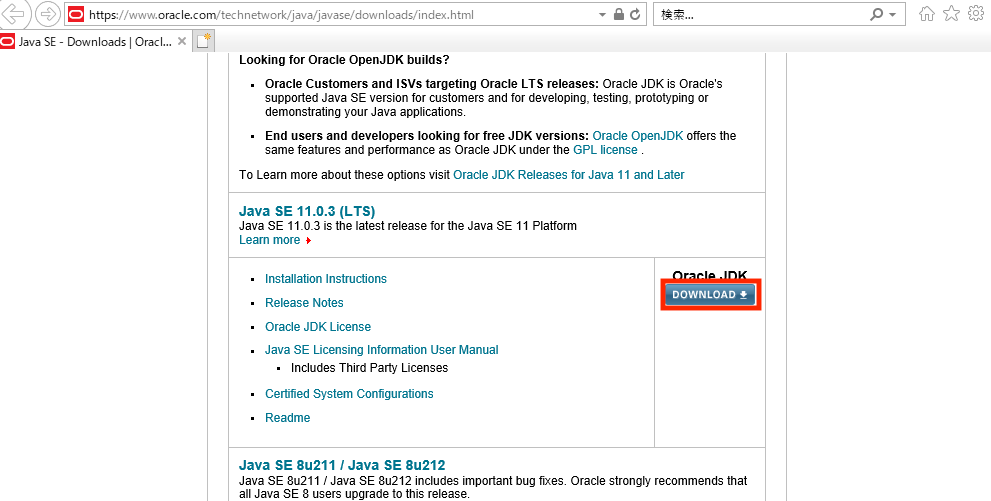 https://www.oracle.com/technetwork/java/javase/downloads/index.html
検索...
Java SE - Downloads | Oracl...
Looking for Oracle OpenJDK builds?
Oracle Customers and ISVs targeting Oracle LTS releases: Oracle JDK is Oracle's
supported Java SE version for customers and for developing, testing, prototyping or
demonstrating your Java applications.
End users and developers looking for free JDK versions: Oracle OpenJDK offers the
same features and performance as Oracle JDK under the GPL license .
To Learn more about these options visit Oracle JDK Releases for Java 11 and Later
Java SE 11.0.3 (LTS)
Java SE 11.0.3 is the latest release for the Java SE 11 Platform
Learn more
Installation Instructions
Release Notes
Oracle JDK License
Java SE Licensing Information User Manual
Includes Third Party Licenses
Certified System Configurations
Readme
Oracle JDK
DOWNLOAD
Java SE 8u211 / Java SE 8u212
Java SE 8u211 / Java SE 8u212 includes important bug fixes. Oracle strongly recommends that
all Java SE 8 users upgrade to this release.